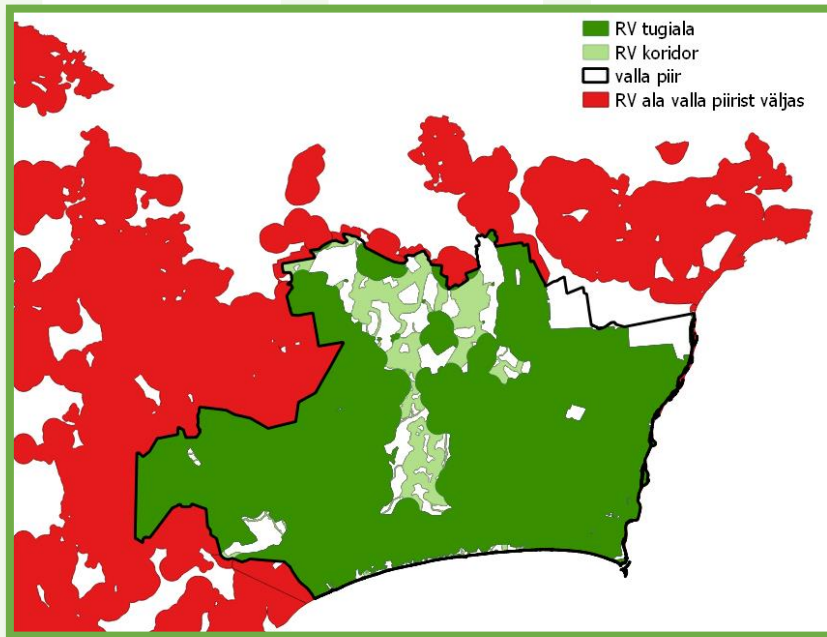 RV tugiala
RV koridor
valla piir
RV ala valla piirist väljas